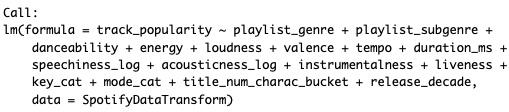 Call:
lm(formula = track_popularity ~ playlist_genre + playlist_subgenre +
danceability + energy + loudness + valence + tempo + duration_ms +
speechiness_log + acousticness_log + instrumentalness + liveness +
key_cat + mode_cat + title_num_charac_bucket + release_decade,
data = SpotifyDataTransform)